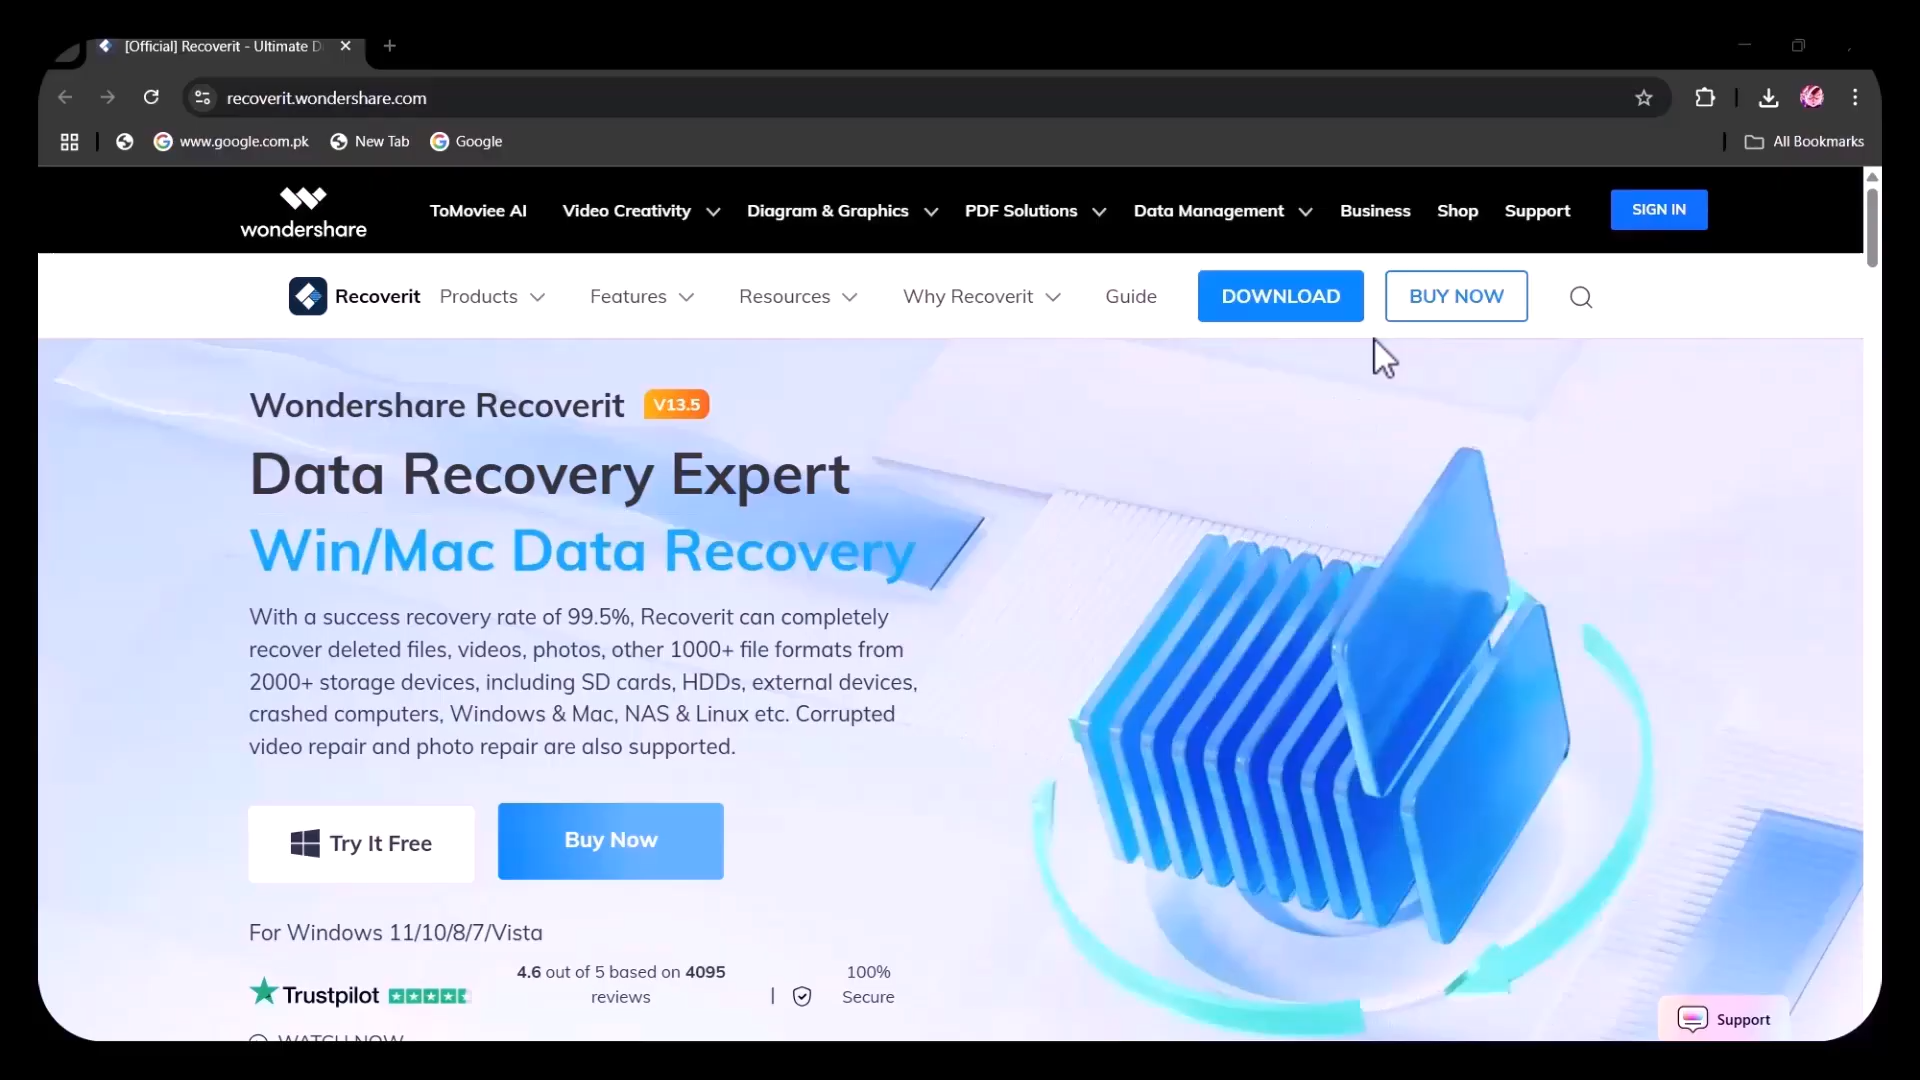 [Official] Recoverit - Ultimate D
recoverit.wondershare.com
www.google.com.pk New Tab Google All Bookmarks
wondershare ToMoviee AI Video Creativity Diagram & Graphics PDF Solutions Data Management Business Shop Support SIGN IN
Recoverit Products Features Resources Why Recoverit Guide DOWNLOAD BUY NOW
Wondershare Recoverit V13.5
Data Recovery Expert
Win/Mac Data Recovery
With a success recovery rate of 99.5%, Recoverit can completely
recover deleted files, videos, photos, other 1000+ file formats from
2000+ storage devices, including SD cards, HDDs, external devices,
crashed computers, Windows & Mac, NAS & Linux etc. Corrupted
video repair and photo repair are also supported.
Try It Free Buy Now
For Windows 11/10/8/7/Vista
Trustpilot
4.6 out of 5 based on 4095
reviews
100%
Secure
WATCH NOW
Support